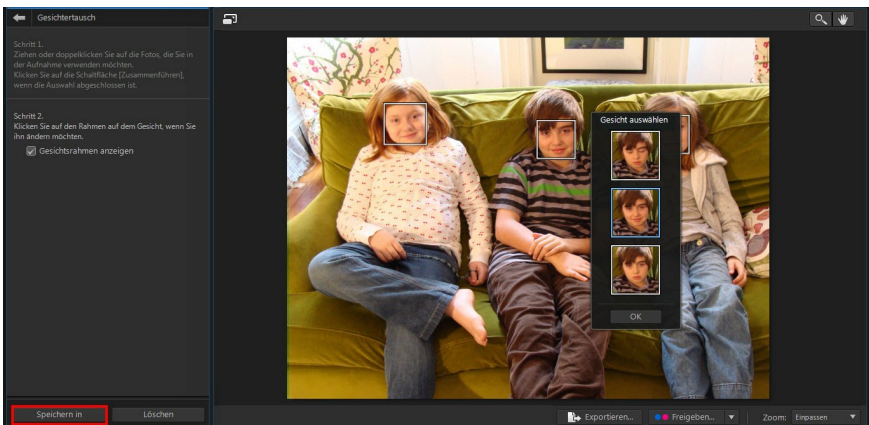 Gesichtertausch
Schritt 1.
Ziehen oder doppelklicken Sie auf die Fotos, die Sie in
der Aufnahme verwenden möchten.
Klicken Sie auf die Schaltfläche [Zusammenführen],
wenn die Auswahl abgeschlossen ist.
Schritt 2.
Klicken Sie auf den Rahmen auf dem Gesicht, wenn Sie
ihn ändern möchten.
Gesichtsrahmen anzeigen
Gesicht auswählen
OK
Speichern in
Löschen
Exportieren...
Freigeben...
Zoom:
Einpassen